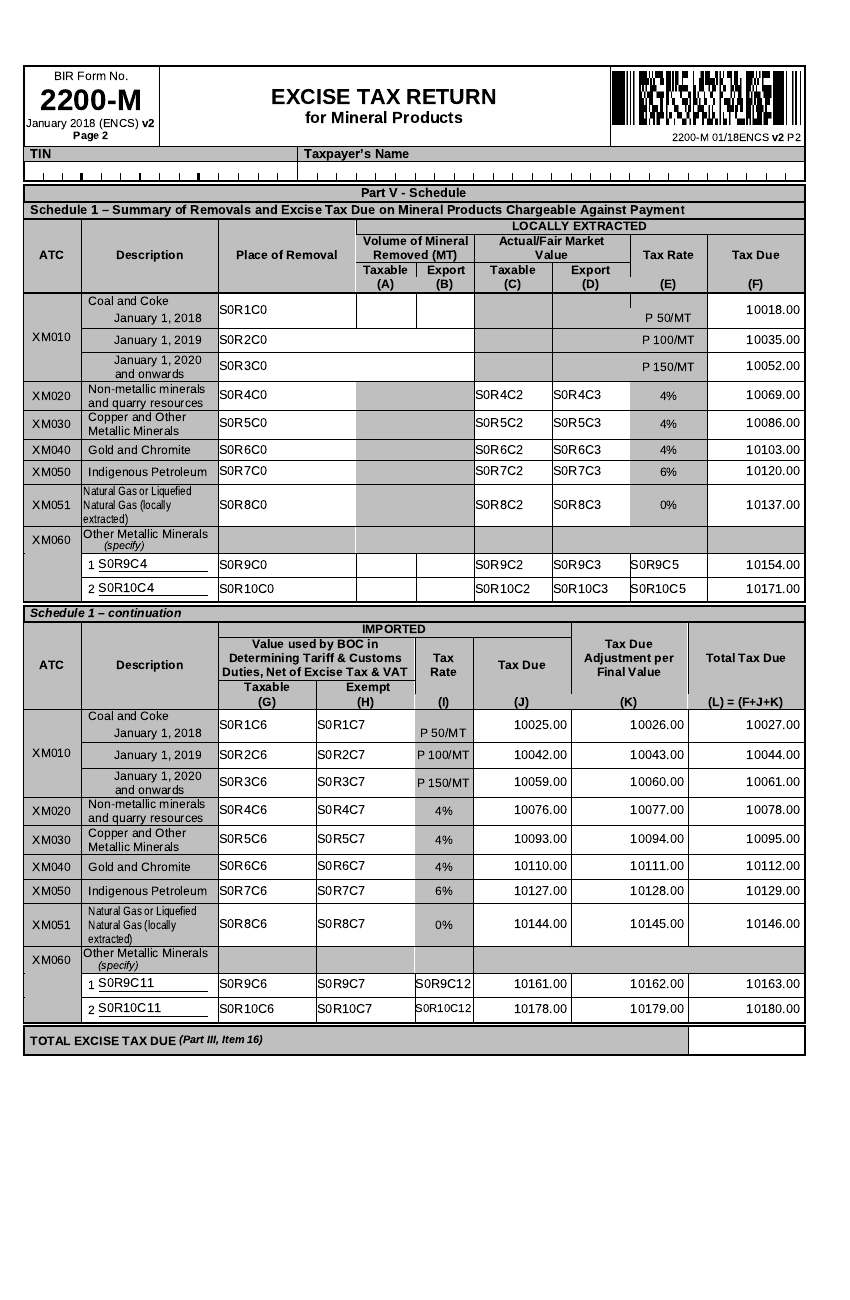 BIR Form No.
2200-M
January 2018 (ENCS) v2
Page 2
EXCISE TAX RETURN
for Mineral Products
2200-M 01/18ENCS v2 P2
TIN Taxpayer's Name
Part V - Schedule
Schedule 1 – Summary of Removals and Excise Tax Due on Mineral Products Chargeable Against Payment
LOCALLY EXTRACTED
ATC Description Place of Removal Volume of Mineral Removed (MT) Actual/Fair Market Value Tax Rate Tax Due
Taxable (A) Export (B) Taxable (C) Export (D) (E) (F)
XM010 Coal and Coke
January 1, 2018 S0R1C0 P 50/MT 10018.00
January 1, 2019 S0R2C0 P 100/MT 10035.00
January 1, 2020 and onwards S0R3C0 P 150/MT 10052.00
XM020 Non-metallic minerals and quarry resources S0R4C0 S0R4C2 S0R4C3 4% 10069.00
XM030 Copper and Other Metallic Minerals S0R5C0 S0R5C2 S0R5C3 4% 10086.00
XM040 Gold and Chromite S0R6C0 S0R6C2 S0R6C3 4% 10103.00
XM050 Indigenous Petroleum S0R7C0 S0R7C2 S0R7C3 6% 10120.00
XM051 Natural Gas or Liquefied Natural Gas (locally extracted) S0R8C0 S0R8C2 S0R8C3 0% 10137.00
XM060 Other Metallic Minerals (specify)
1 S0R9C4 S0R9C0 S0R9C2 S0R9C3 S0R9C5 10154.00
2 S0R10C4 S0R10C0 S0R10C2 S0R10C3 S0R10C5 10171.00
Schedule 1 – continuation
IMPORTED
ATC Description Value used by BOC in Determining Tariff & Customs Duties, Net of Excise Tax & VAT Tax Rate Tax Due Tax Due Adjustment per Final Value Total Tax Due
Taxable (G) Exempt (H) (I) (J) (K) (L) = (F+J+K)
XM010 Coal and Coke
January 1, 2018 S0R1C6 S0R1C7 P 50/MT 10025.00 10026.00 10027.00
January 1, 2019 S0R2C6 S0R2C7 P 100/MT 10042.00 10043.00 10044.00
January 1, 2020 and onwards S0R3C6 S0R3C7 P 150/MT 10059.00 10060.00 10061.00
XM020 Non-metallic minerals and quarry resources S0R4C6 S0R4C7 4% 10076.00 10077.00 10078.00
XM030 Copper and Other Metallic Minerals S0R5C6 S0R5C7 4% 10093.00 10094.00 10095.00
XM040 Gold and Chromite S0R6C6 S0R6C7 4% 10110.00 10111.00 10112.00
XM050 Indigenous Petroleum S0R7C6 S0R7C7 6% 10127.00 10128.00 10129.00
XM051 Natural Gas or Liquefied Natural Gas (locally extracted) S0R8C6 S0R8C7 0% 10144.00 10145.00 10146.00
XM060 Other Metallic Minerals (specify)
1 S0R9C11 S0R9C6 S0R9C7 S0R9C12 10161.00 10162.00 10163.00
2 S0R10C11 S0R10C6 S0R10C7 S0R10C12 10178.00 10179.00 10180.00
TOTAL EXCISE TAX DUE (Part III, Item 16)